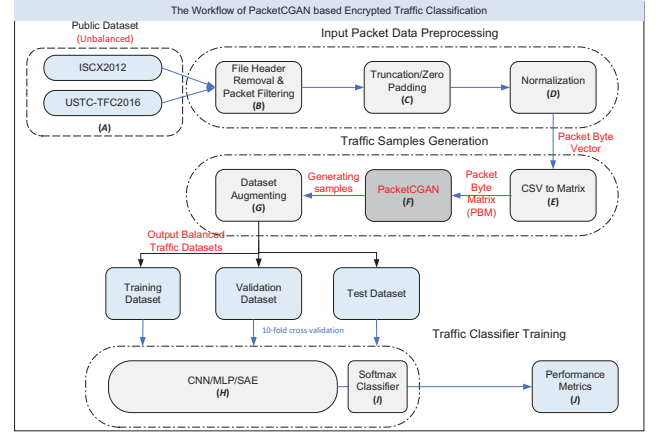 The Workflow of PacketCGAN based Encrypted Traffic Classification
Public Dataset
(Unbalanced)
ISCX2012
USTC-TFC2016
(A)
Input Packet Data Preprocessing
File Header
Removal &
Packet Filtering
(B)
Truncation/Zero
Padding
(C)
Normalization
(D)
Packet Byte
Vector
Traffic Samples Generation
Dataset
Augmenting
(G)
Generating
samples
PacketCGAN
(F)
Packet
Byte
Matrix
(PBM)
CSV to Matrix
(E)
Output Balanced
Traffic Datasets
Training
Dataset
Validation
Dataset
Test Dataset
10-fold cross validation
Traffic Classifier Training
CNN/MLP/SAE
(H)
Softmax
Classifier
(I)
Performance
Metrics
(J)